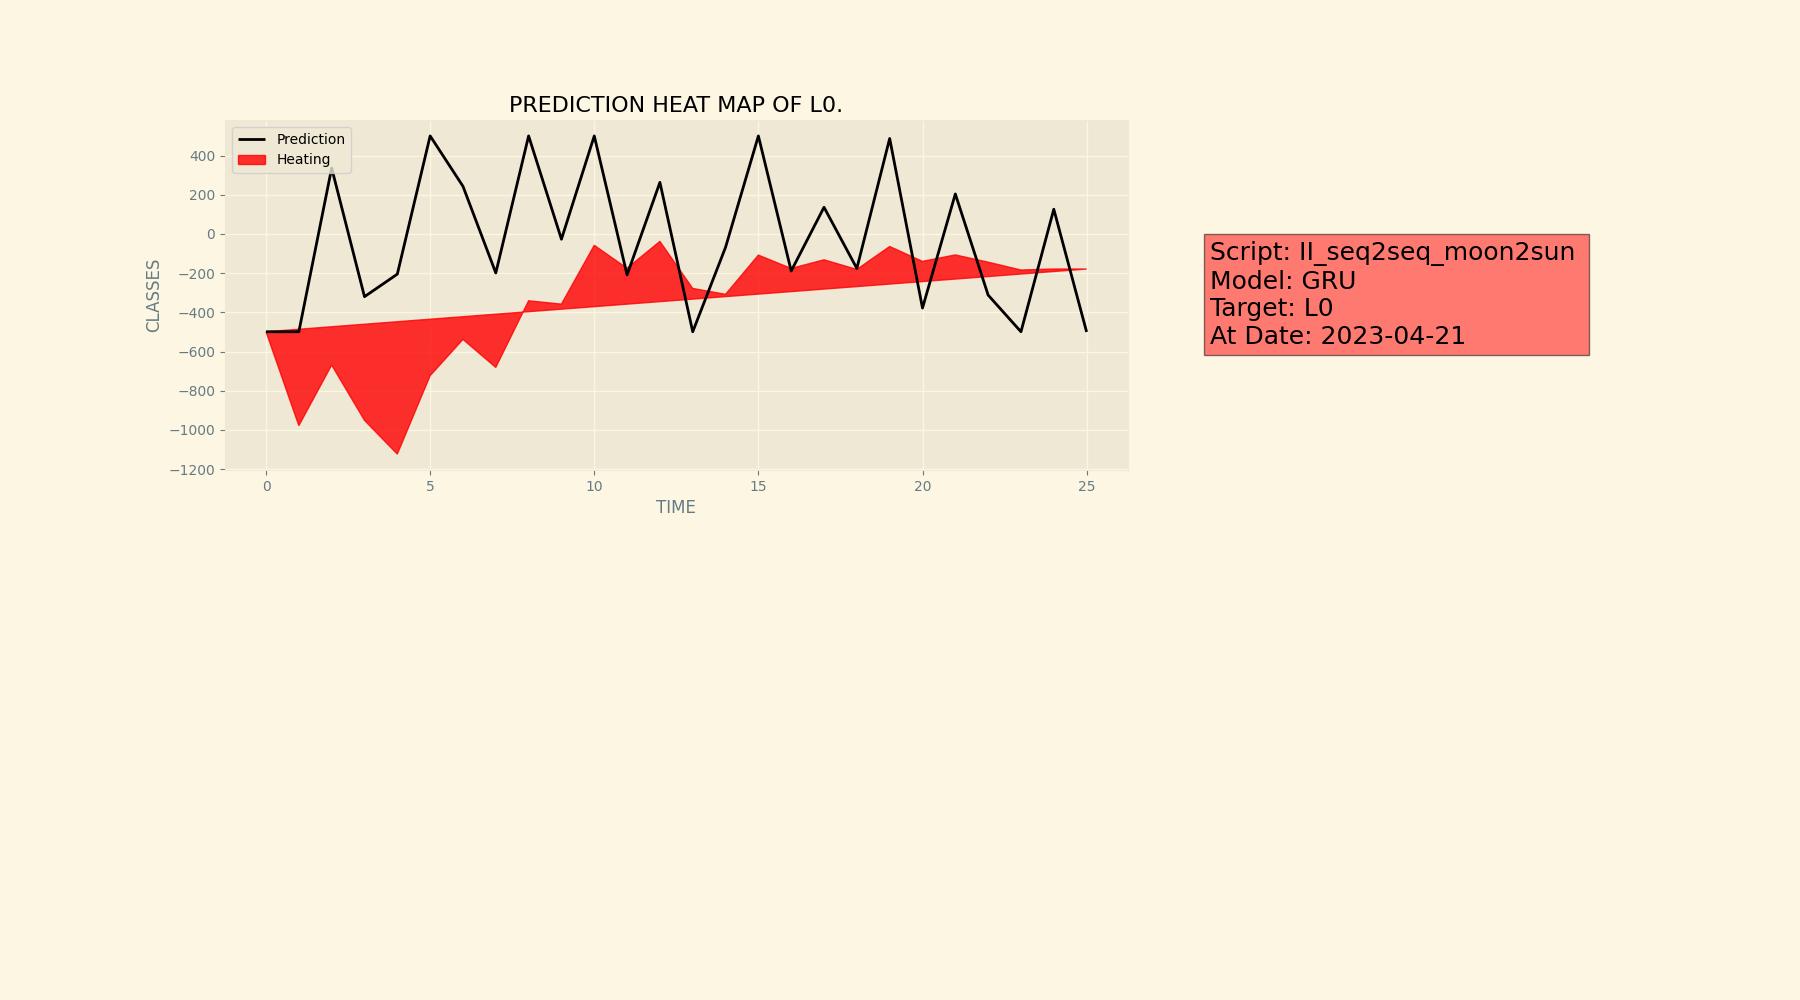 PREDICTION HEAT MAP OF L0.
Prediction
Heating
400
200
0
−200
−400
−600
−800
−1000
−1200
CLASSES
0 5 10 15 20 25
TIME
Script: II_seq2seq_moon2sun
Model: GRU
Target: L0
At Date: 2023-04-21